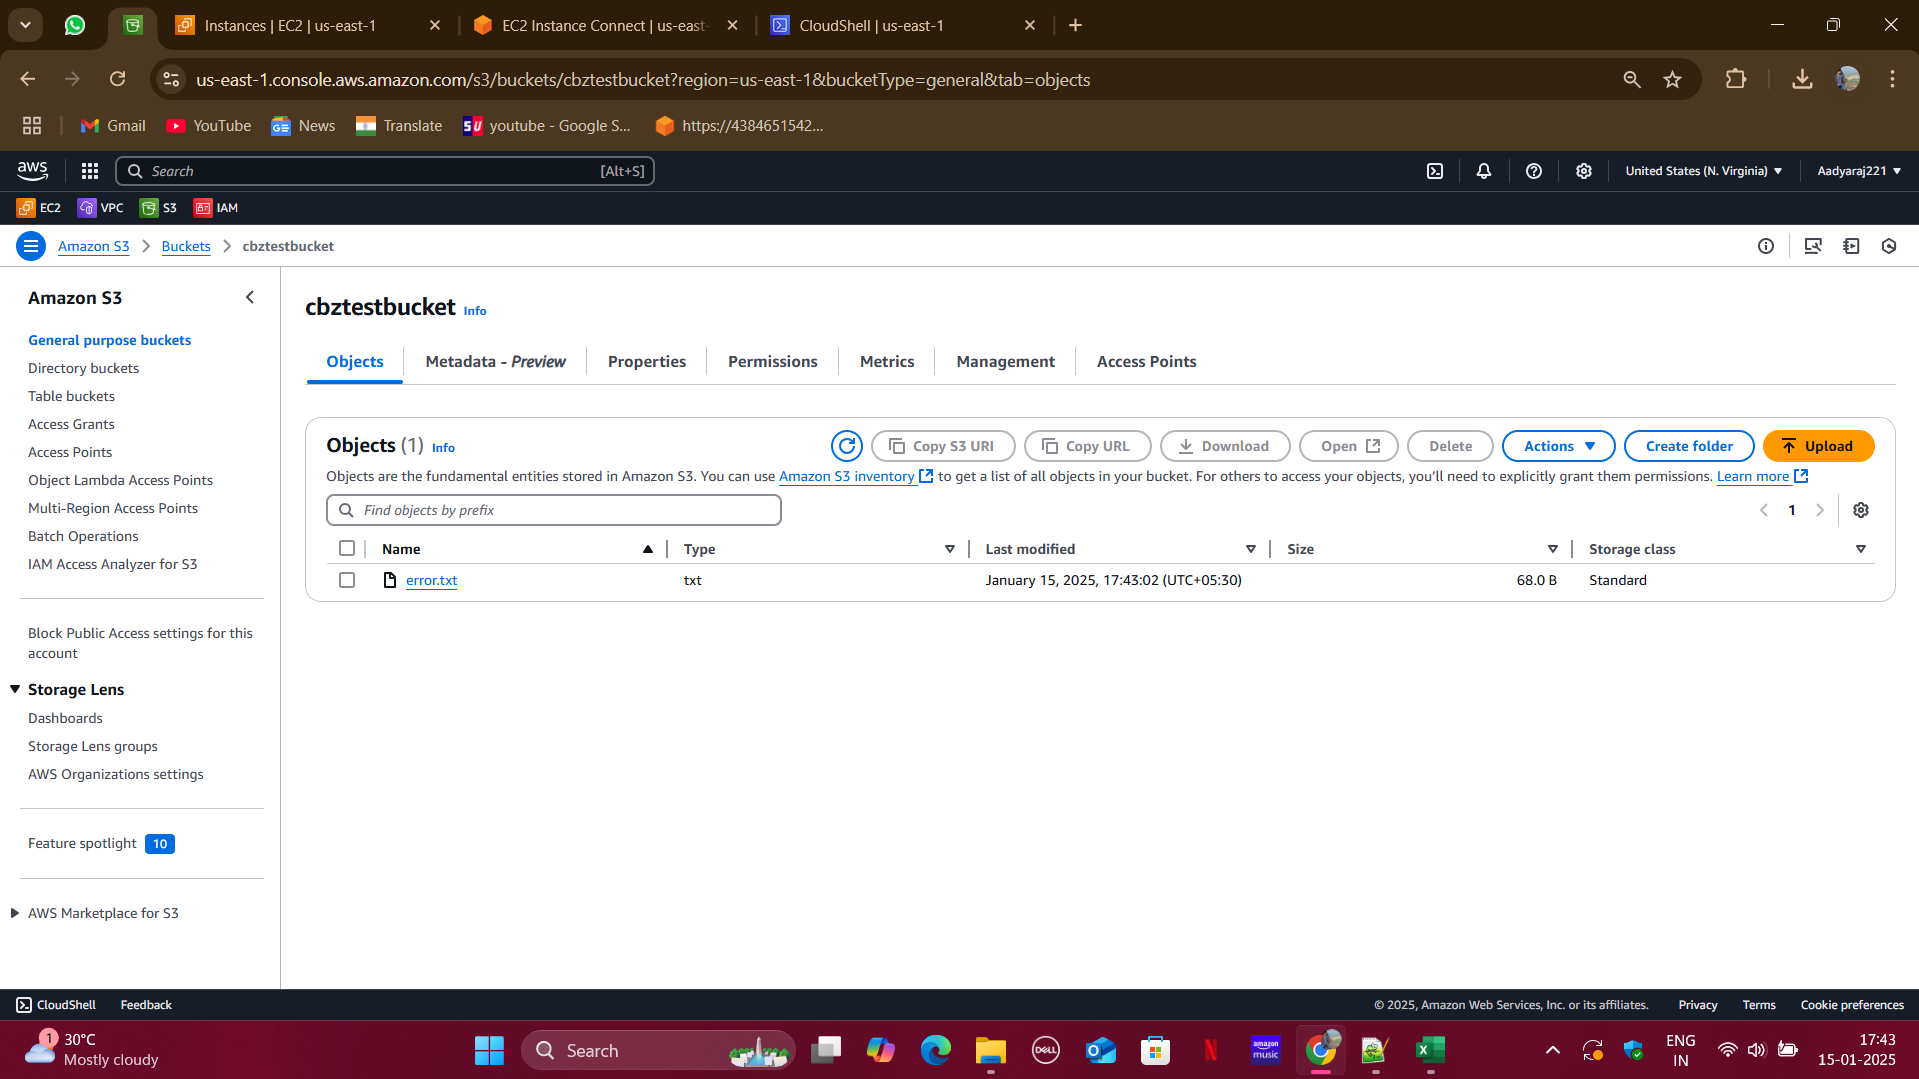 Instances | EC2 | us-east-1
EC2 Instance Connect | us-east-
CloudShell | us-east-1
us-east-1.console.aws.amazon.com/s3/buckets/cbztestbucket?region=us-east-1&bucketType=general&tab=objects
Gmail
YouTube
News
Translate
SU
youtube - Google S...
https://4384651542...
aws
Search
[Alt+S]
United States (N. Virginia)
Aadyaraj221
EC2
VPC
S3
IAM
Amazon S3
Buckets
cbztestbucket
Amazon S3
General purpose buckets
Directory buckets
Table buckets
Access Grants
Access Points
Object Lambda Access Points
Multi-Region Access Points
Batch Operations
IAM Access Analyzer for S3
Block Public Access settings for this
account
Storage Lens
Dashboards
Storage Lens groups
AWS Organizations settings
Feature spotlight 10
AWS Marketplace for S3
cbztestbucket Info
Objects
Metadata - Preview
Properties
Permissions
Metrics
Management
Access Points
Objects (1) Info
Copy S3 URI
Copy URL
Download
Open
Delete
Actions
Create folder
Upload
Objects are the fundamental entities stored in Amazon S3. You can use Amazon S3 inventory to get a list of all objects in your bucket. For others to access your objects, you'll need to explicitly grant them permissions. Learn more
Find objects by prefix
1
Name
Type
Last modified
Size
Storage class
error.txt
txt
January 15, 2025, 17:43:02 (UTC+05:30)
68.0 B
Standard
CloudShell
Feedback
© 2025, Amazon Web Services, Inc. or its affiliates.
Privacy
Terms
Cookie preferences
1
30°C
Mostly cloudy
Search
DELL
amazon
music
ENG
IN
17:43
15-01-2025